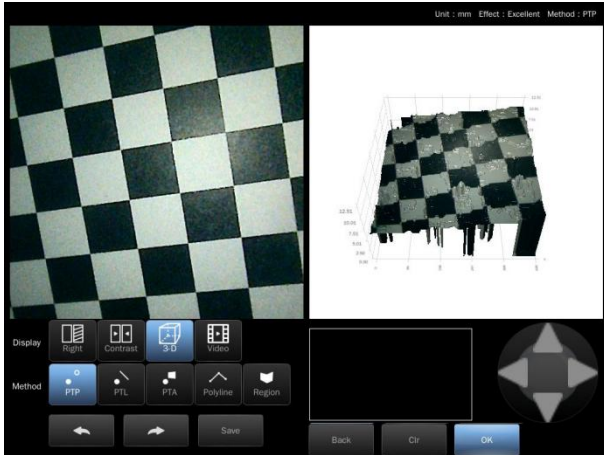 Unit : mm Effect : Excellent Method : PTP
Display
Right
Contrast
3-D
Video
Method
PTP
PTL
PTA
Polyline
Region
Save
Back
Clr
OK